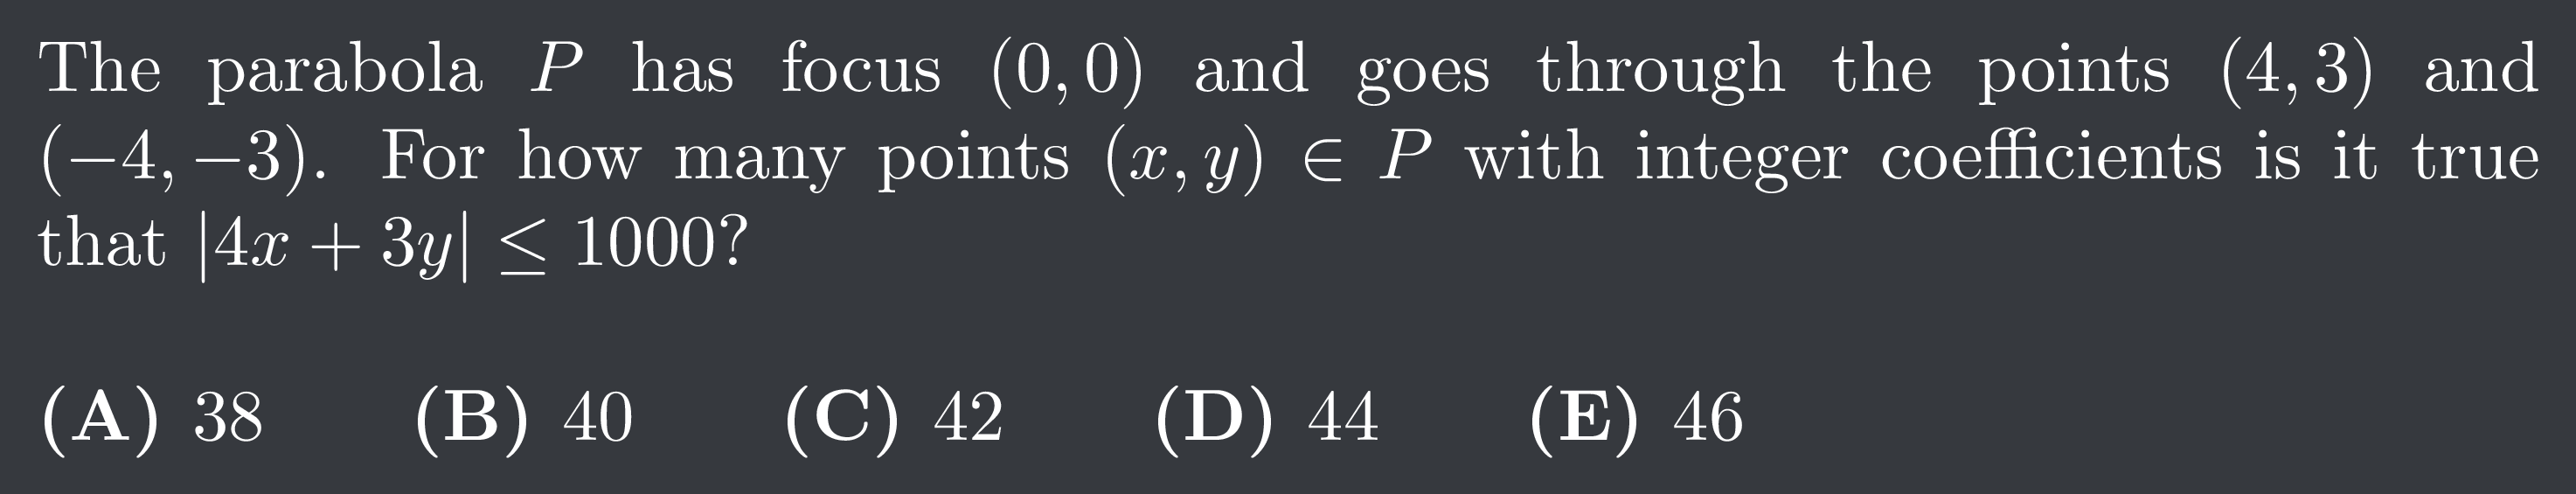 The parabola P has focus (0, 0) and goes through the points (4, 3) and
(−4, −3). For how many points (x, y) ∈ P with integer coefficients is it true
that |4x + 3y| ≤ 1000?
(A) 38 (B) 40 (C) 42 (D) 44 (E) 46